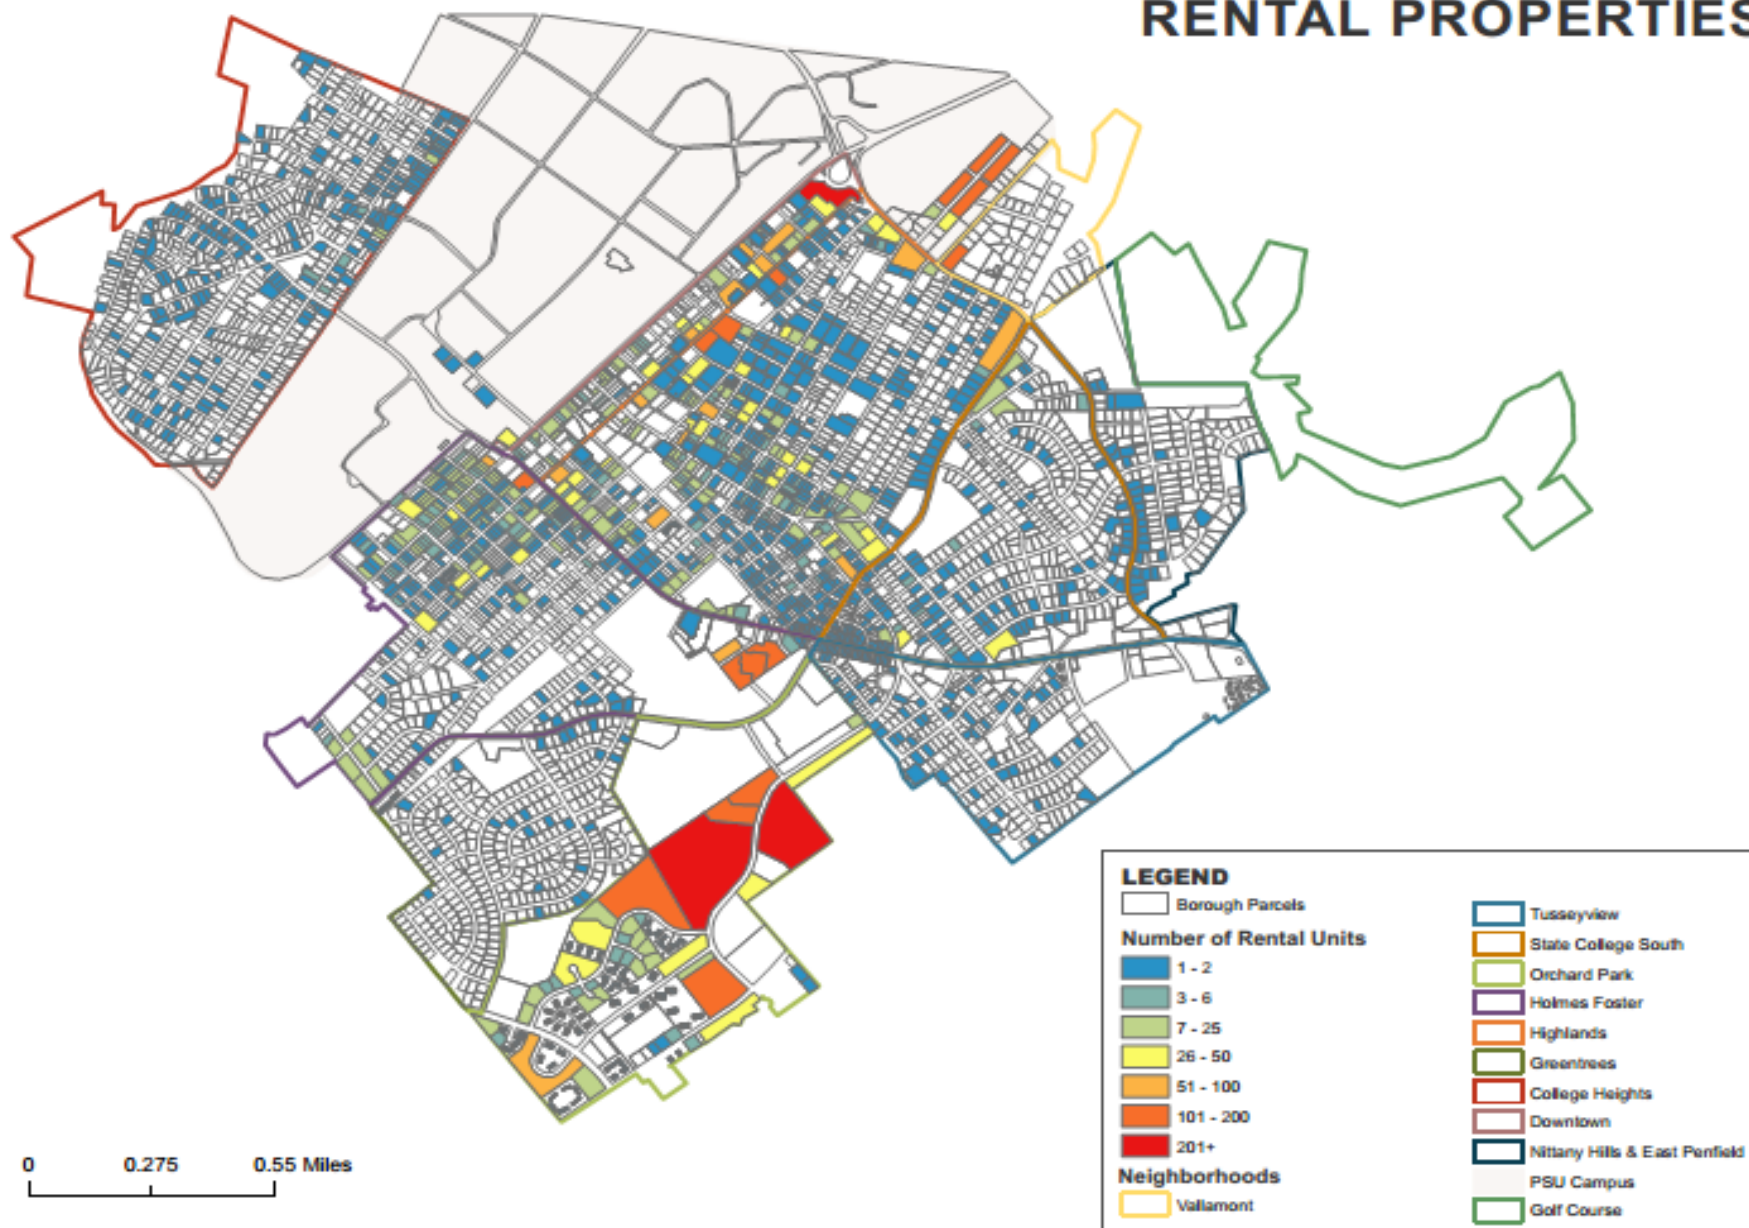 RENTAL PROPERTIES
LEGEND
Borough Parcels
Number of Rental Units
1 - 2
3 - 6
7 - 25
26 - 50
51 - 100
101 - 200
201+
Neighborhoods
Vallamont
Tusseyview
State College South
Orchard Park
Holmes Foster
Highlands
Greentrees
College Heights
Downtown
Nittany Hills & East Penfield
PSU Campus
Golf Course
0 0.275 0.55 Miles